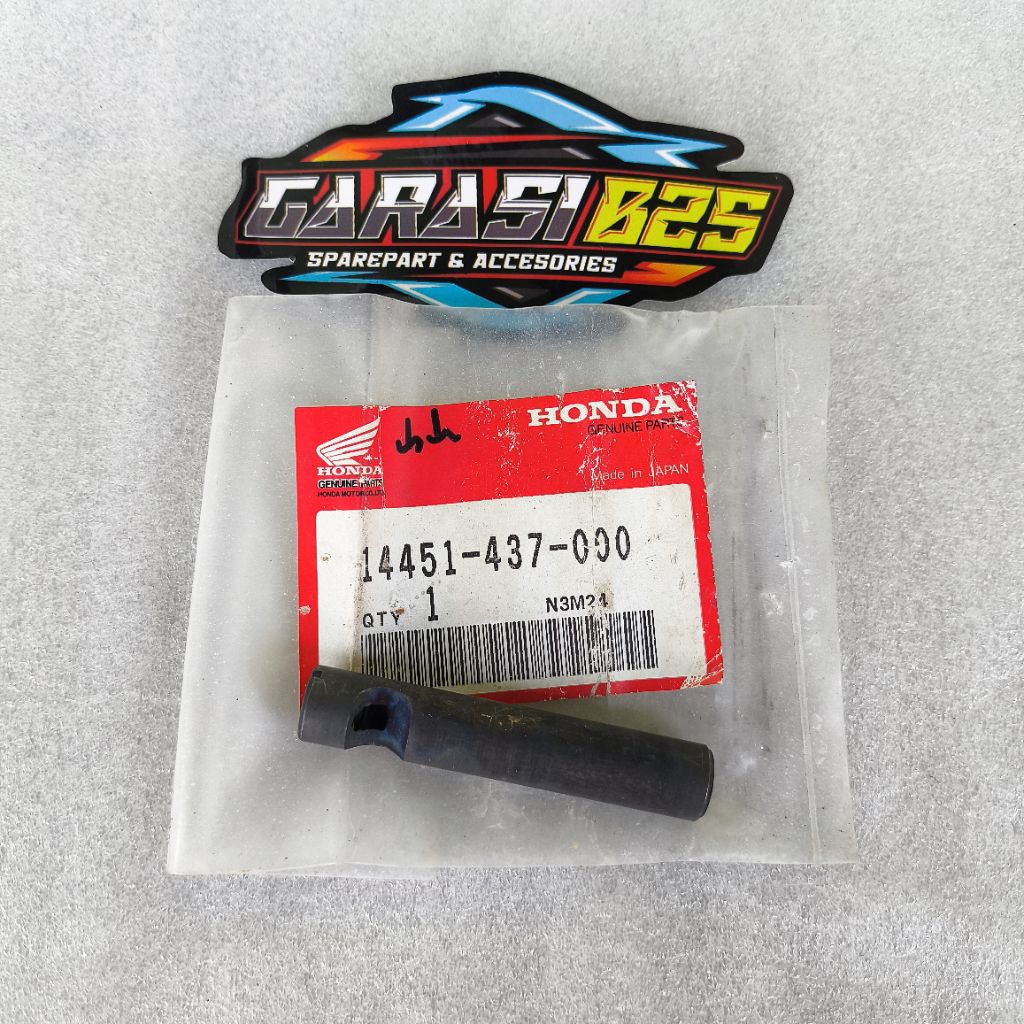 GARASI B25
SPAREPART & ACCESORIES
HONDA
GENUINE PARTS
Made in JAPAN
HONDA
GENUINE PARTS
HONDA MOTOR CO.,LTD.
14451-437-000
QTY 1 N3M24